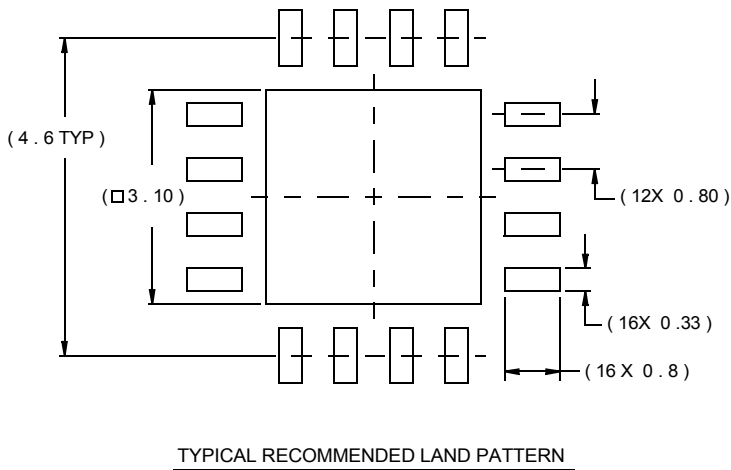 ( 4 . 6 TYP )
( □ 3 . 10 )
( 12X 0 . 80 )
( 16X 0 .33 )
( 16 X 0 . 8 )
TYPICAL RECOMMENDED LAND PATTERN